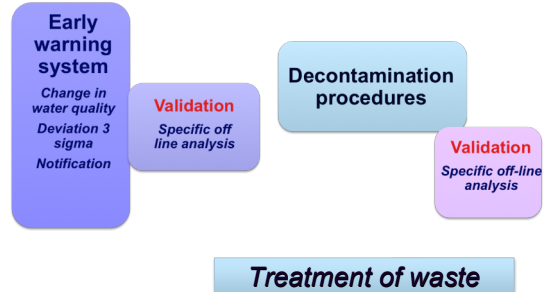 Early
warning
system
Change in
water quality
Deviation 3
sigma
Notification
Validation
Specific off
line analysis
Decontamination
procedures
Validation
Specific off-line
analysis
Treatment of waste